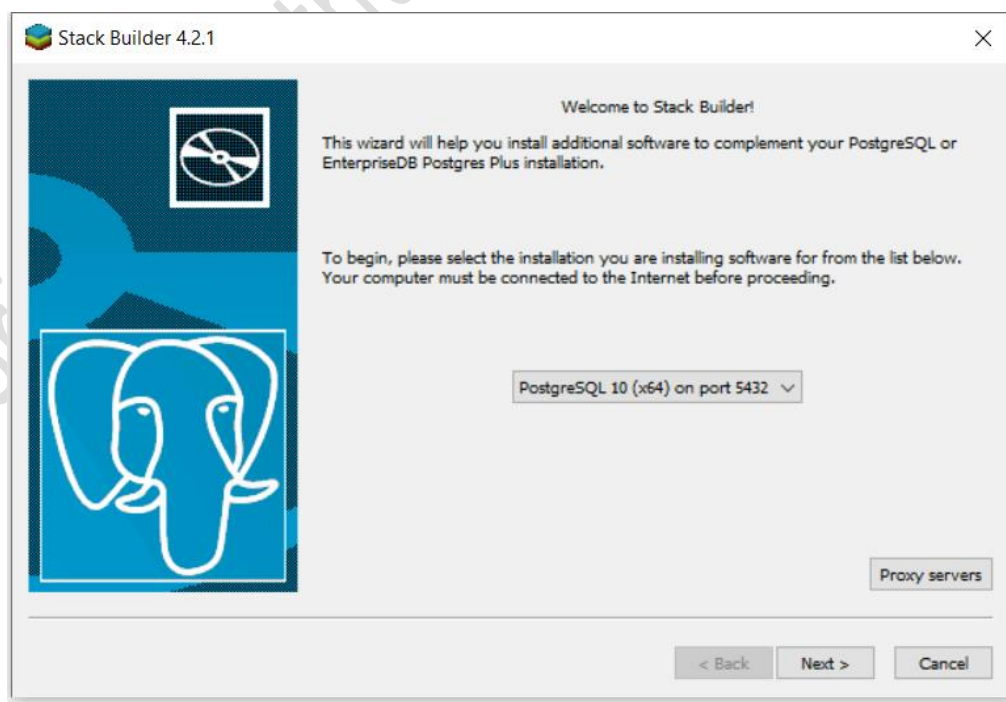 Stack Builder 4.2.1
Welcome to Stack Builder!
This wizard will help you install additional software to complement your PostgreSQL or
EnterpriseDB Postgres Plus installation.
To begin, please select the installation you are installing software for from the list below.
Your computer must be connected to the Internet before proceeding.
PostgreSQL 10 (x64) on port 5432
Proxy servers
< Back
Next >
Cancel